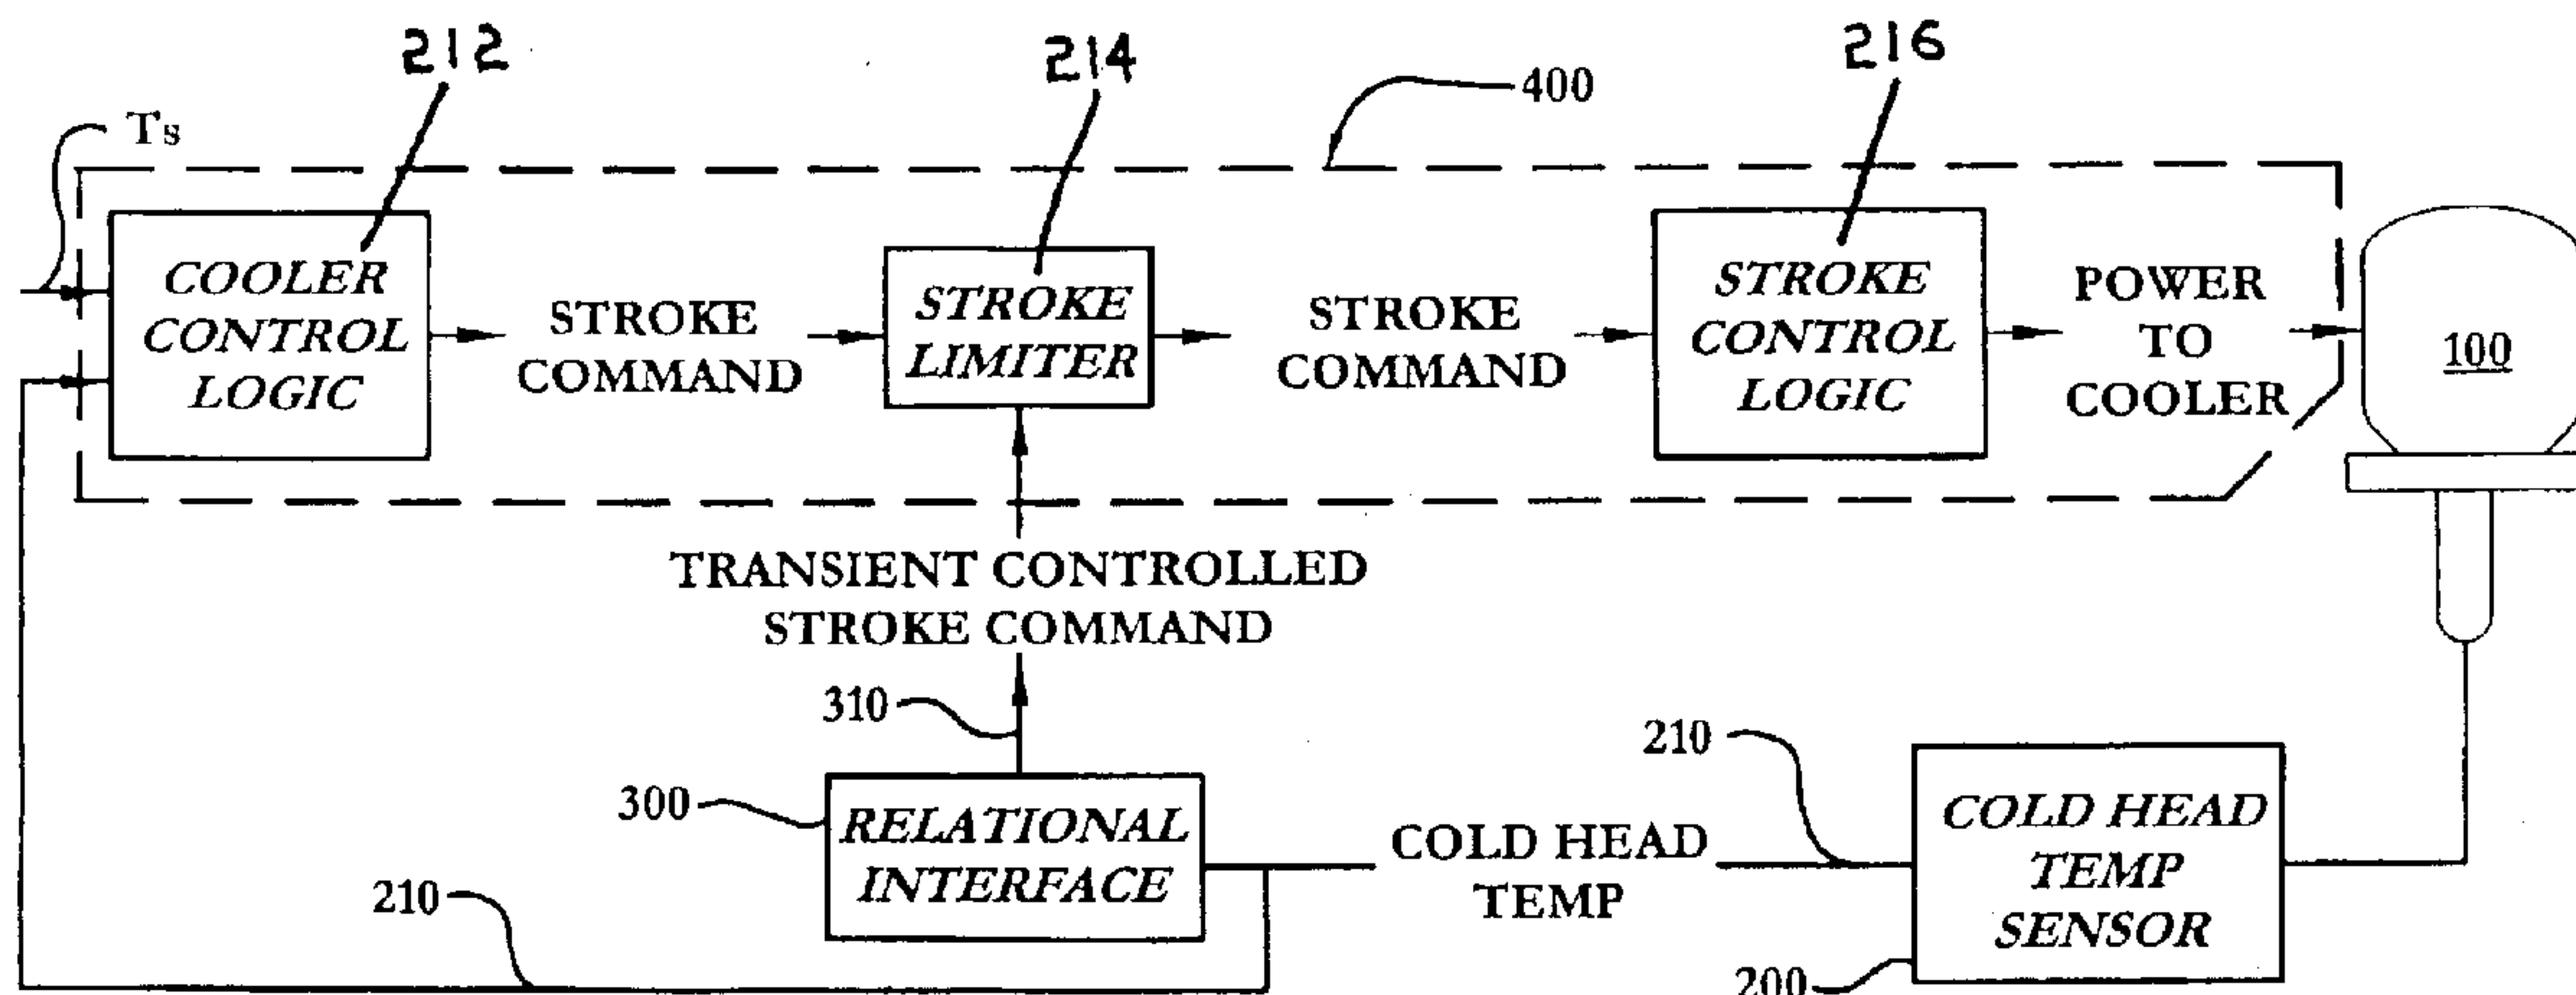 212
214
216
400
Ts
COOLER
CONTROL
LOGIC
STROKE
COMMAND
STROKE
LIMITER
STROKE
COMMAND
STROKE
CONTROL
LOGIC
POWER
TO
COOLER
100
TRANSIENT CONTROLLED
STROKE COMMAND
310
300
RELATIONAL
INTERFACE
210
COLD HEAD
TEMP
210
COLD HEAD
TEMP
SENSOR
200